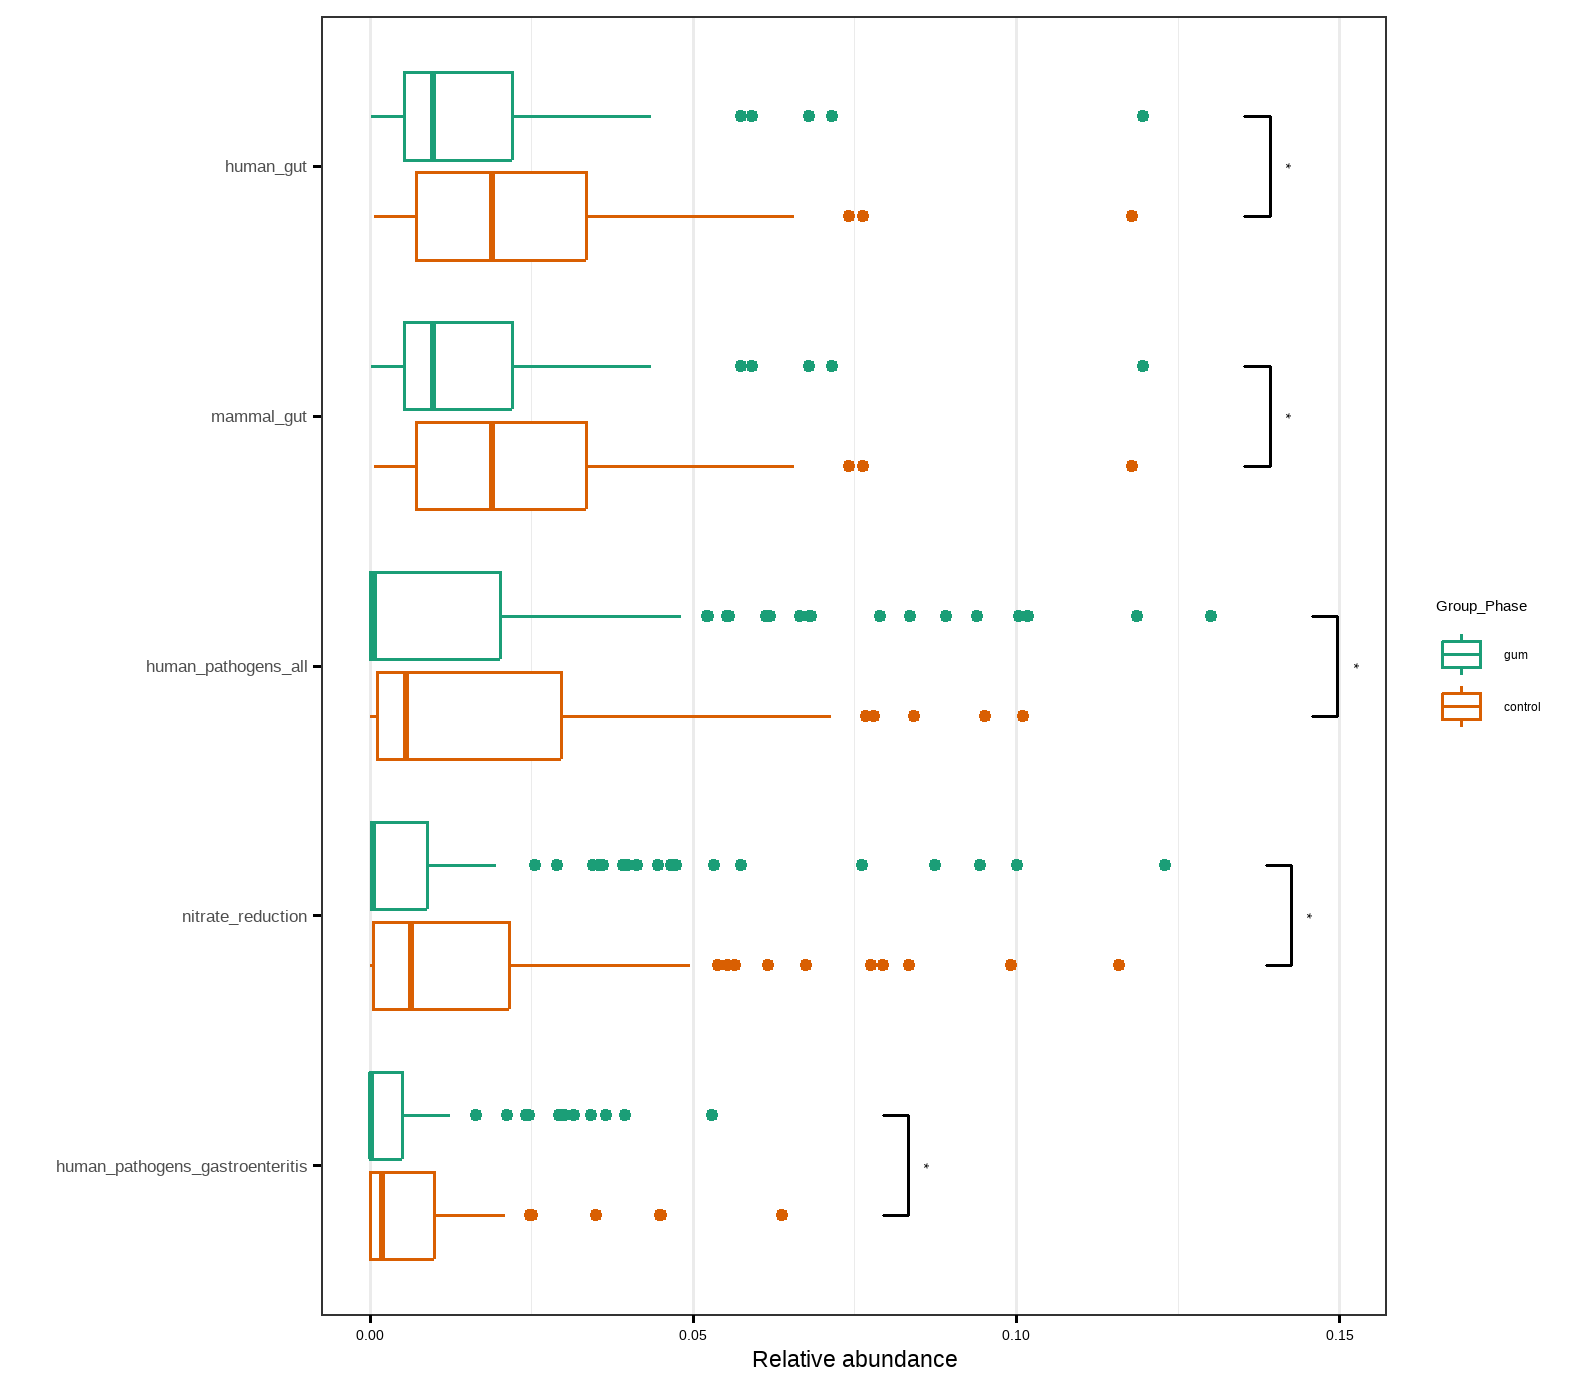 human_gut
*
mammal_gut
*
human_pathogens_all
*
nitrate_reduction
*
human_pathogens_gastroenteritis
*
0.00 0.05 0.10 0.15
Relative abundance
Group_Phase
gum
control